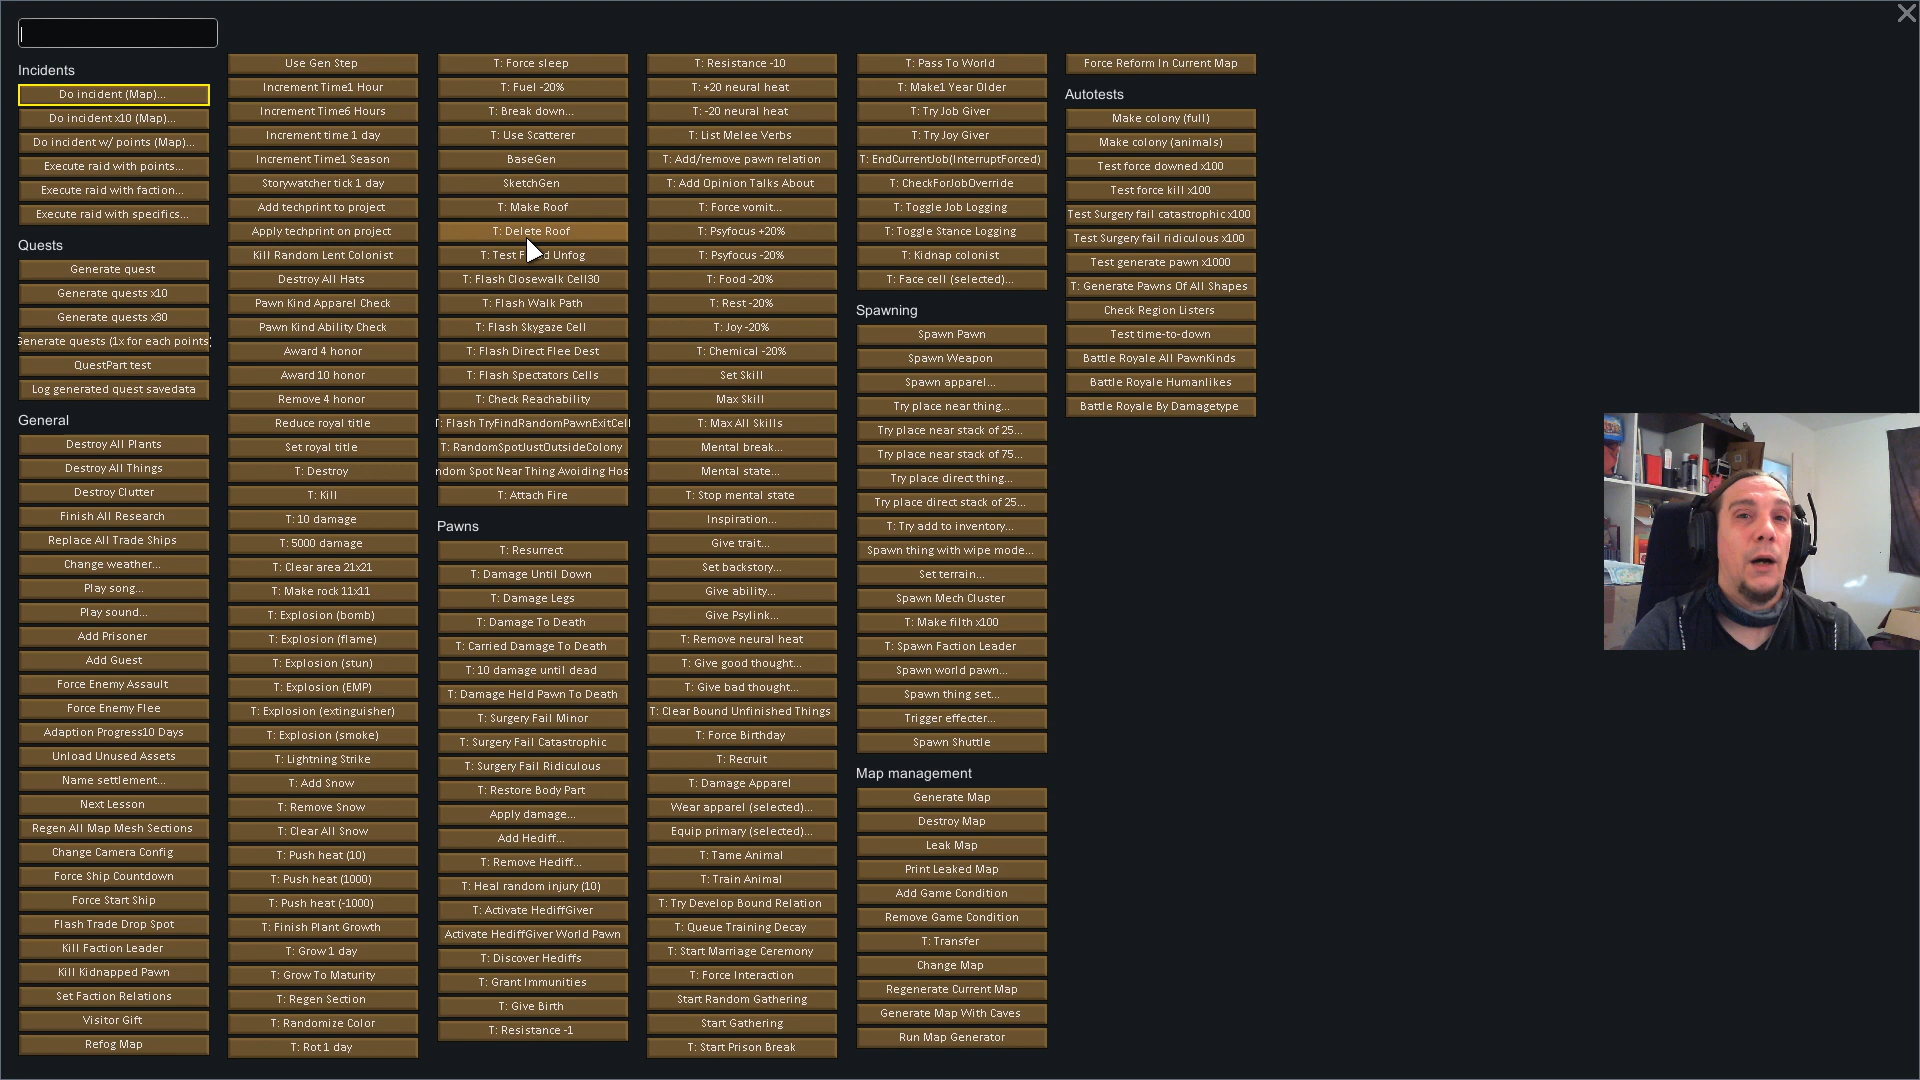 Incidents
Do incident (Map)...
Do incident x10 (Map)...
Do incident w/ points (Map)...
Execute raid with points...
Execute raid with faction...
Execute raid with specifics...
Quests
Generate quest
Generate quests x10
Generate quests x30
Generate quests (1x for each points)
QuestPart test
Log generated quest savedata
General
Destroy All Plants
Destroy All Things
Destroy Clutter
Finish All Research
Replace All Trade Ships
Change weather...
Play song...
Play sound...
Add Prisoner
Add Guest
Force Enemy Assault
Force Enemy Flee
Adaption Progress10 Days
Unload Unused Assets
Name settlement...
Next Lesson
Regen All Map Mesh Sections
Change Camera Config
Force Ship Countdown
Force Start Ship
Flash Trade Drop Spot
Kill Faction Leader
Kill Kidnapped Pawn
Set Faction Relations
Visitor Gift
Refog Map
Use Gen Step
Increment Time1 Hour
Increment Time6 Hours
Increment time 1 day
Increment Time1 Season
Storywatcher tick 1 day
Add techprint to project
Apply techprint on project
Kill Random Lent Colonist
Destroy All Hats
Pawn Kind Apparel Check
Pawn Kind Ability Check
Award 4 honor
Award 10 honor
Remove 4 honor
Reduce royal title
Set royal title
T: Destroy
T: Kill
T: 10 damage
T: 5000 damage
T: Clear area 21x21
T: Make rock 11x11
T: Explosion (bomb)
T: Explosion (flame)
T: Explosion (stun)
T: Explosion (EMP)
T: Explosion (extinguisher)
T: Explosion (smoke)
T: Lightning Strike
T: Add Snow
T: Remove Snow
T: Clear All Snow
T: Push heat (10)
T: Push heat (1000)
T: Push heat (-1000)
T: Finish Plant Growth
T: Grow 1 day
T: Grow To Maturity
T: Regen Section
T: Randomize Color
T: Rot 1 day
T: Force sleep
T: Fuel -20%
T: Break down...
T: Use Scatterer
BaseGen
SketchGen
T: Make Roof
T: Delete Roof
T: Test F d Unfog
T: Flash Closewalk Cell30
T: Flash Walk Path
T: Flash Skygaze Cell
T: Flash Direct Flee Dest
T: Flash Spectators Cells
T: Check Reachability
T: Flash TryFindRandomPawnExitCell
T: RandomSpotJustOutsideColony
ndom Spot Near Thing Avoiding Hos
T: Attach Fire
Pawns
T: Resurrect
T: Damage Until Down
T: Damage Legs
T: Damage To Death
T: Carried Damage To Death
T: 10 damage until dead
T: Damage Held Pawn To Death
T: Surgery Fail Minor
T: Surgery Fail Catastrophic
T: Surgery Fail Ridiculous
T: Restore Body Part
Apply damage...
Add Hediff...
T: Remove Hediff...
T: Heal random injury (10)
T: Activate HediffGiver
Activate HediffGiver World Pawn
T: Discover Hediffs
T: Grant Immunities
T: Give Birth
T: Resistance -1
T: Resistance -10
T: +20 neural heat
T: -20 neural heat
T: List Melee Verbs
T: Add/remove pawn relation
T: Add Opinion Talks About
T: Force vomit...
T: Psyfocus +20%
T: Psyfocus -20%
T: Food -20%
T: Rest -20%
T: Joy -20%
T: Chemical -20%
Set Skill
Max Skill
T: Max All Skills
Mental break...
Mental state...
T: Stop mental state
Inspiration...
Give trait...
Set backstory...
Give ability...
Give Psylink...
T: Remove neural heat
T: Give good thought...
T: Give bad thought...
T: Clear Bound Unfinished Things
T: Force Birthday
T: Recruit
T: Damage Apparel
Wear apparel (selected)...
Equip primary (selected)...
T: Tame Animal
T: Train Animal
T: Try Develop Bound Relation
T: Queue Training Decay
T: Start Marriage Ceremony
T: Force Interaction
Start Random Gathering
Start Gathering
T: Start Prison Break
T: Pass To World
T: Make1 Year Older
T: Try Job Giver
T: Try Joy Giver
T: EndCurrentJob(InterruptForced)
T: CheckForJobOverride
T: Toggle Job Logging
T: Toggle Stance Logging
T: Kidnap colonist
T: Face cell (selected)...
Spawning
Spawn Pawn
Spawn Weapon
Spawn apparel...
Try place near thing...
Try place near stack of 25...
Try place near stack of 75...
Try place direct thing...
Try place direct stack of 25...
T: Try add to inventory...
Spawn thing with wipe mode...
Set terrain...
Spawn Mech Cluster
T: Make filth x100
T: Spawn Faction Leader
Spawn world pawn...
Spawn thing set...
Trigger effecter...
Spawn Shuttle
Map management
Generate Map
Destroy Map
Leak Map
Print Leaked Map
Add Game Condition
Remove Game Condition
T: Transfer
Change Map
Regenerate Current Map
Generate Map With Caves
Run Map Generator
Force Reform In Current Map
Autotests
Make colony (full)
Make colony (animals)
Test force downed x100
Test force kill x100
Test Surgery fail catastrophic x100
Test Surgery fail ridiculous x100
Test generate pawn x1000
T: Generate Pawns Of All Shapes
Check Region Listers
Test time-to-down
Battle Royale All PawnKinds
Battle Royale Humanlikes
Battle Royale By Damagetype